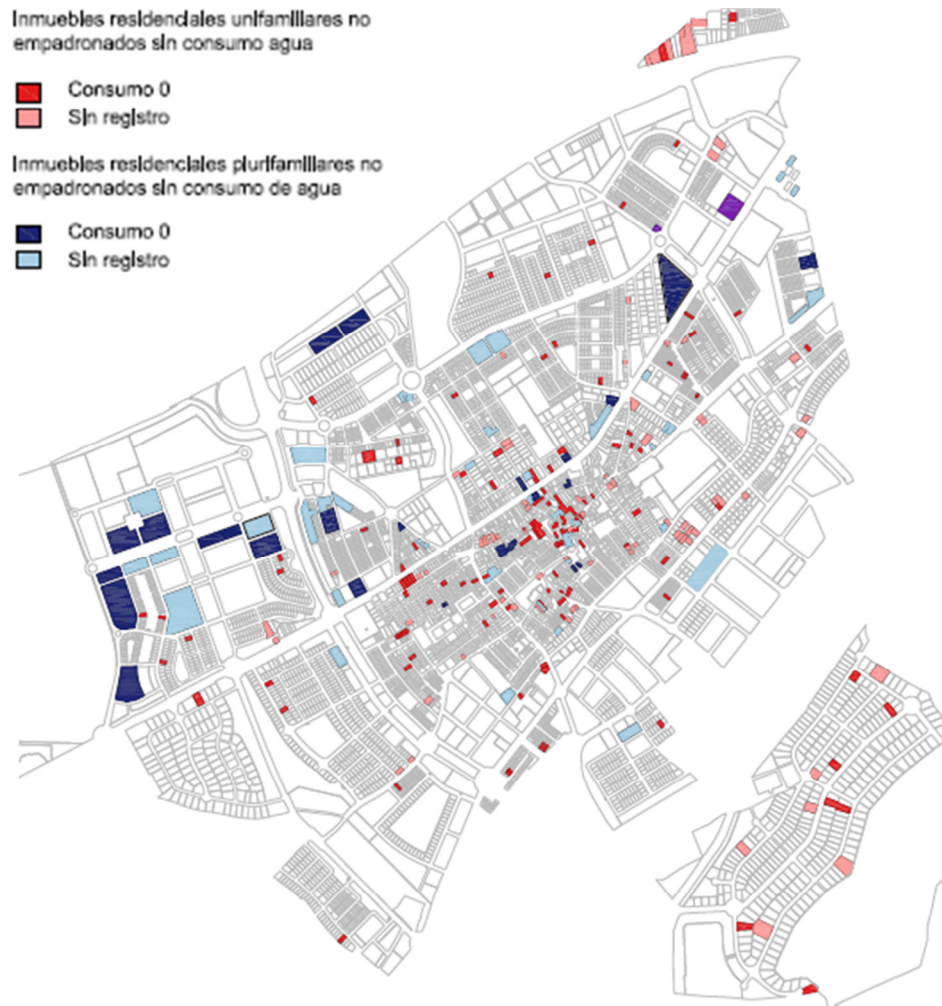 Inmuebles residenciales unifamiliares no
empadronados sin consumo agua
Consumo 0
Sin registro
Inmuebles residenciales plurifamiliares no
empadronados sin consumo de agua
Consumo 0
Sin registro